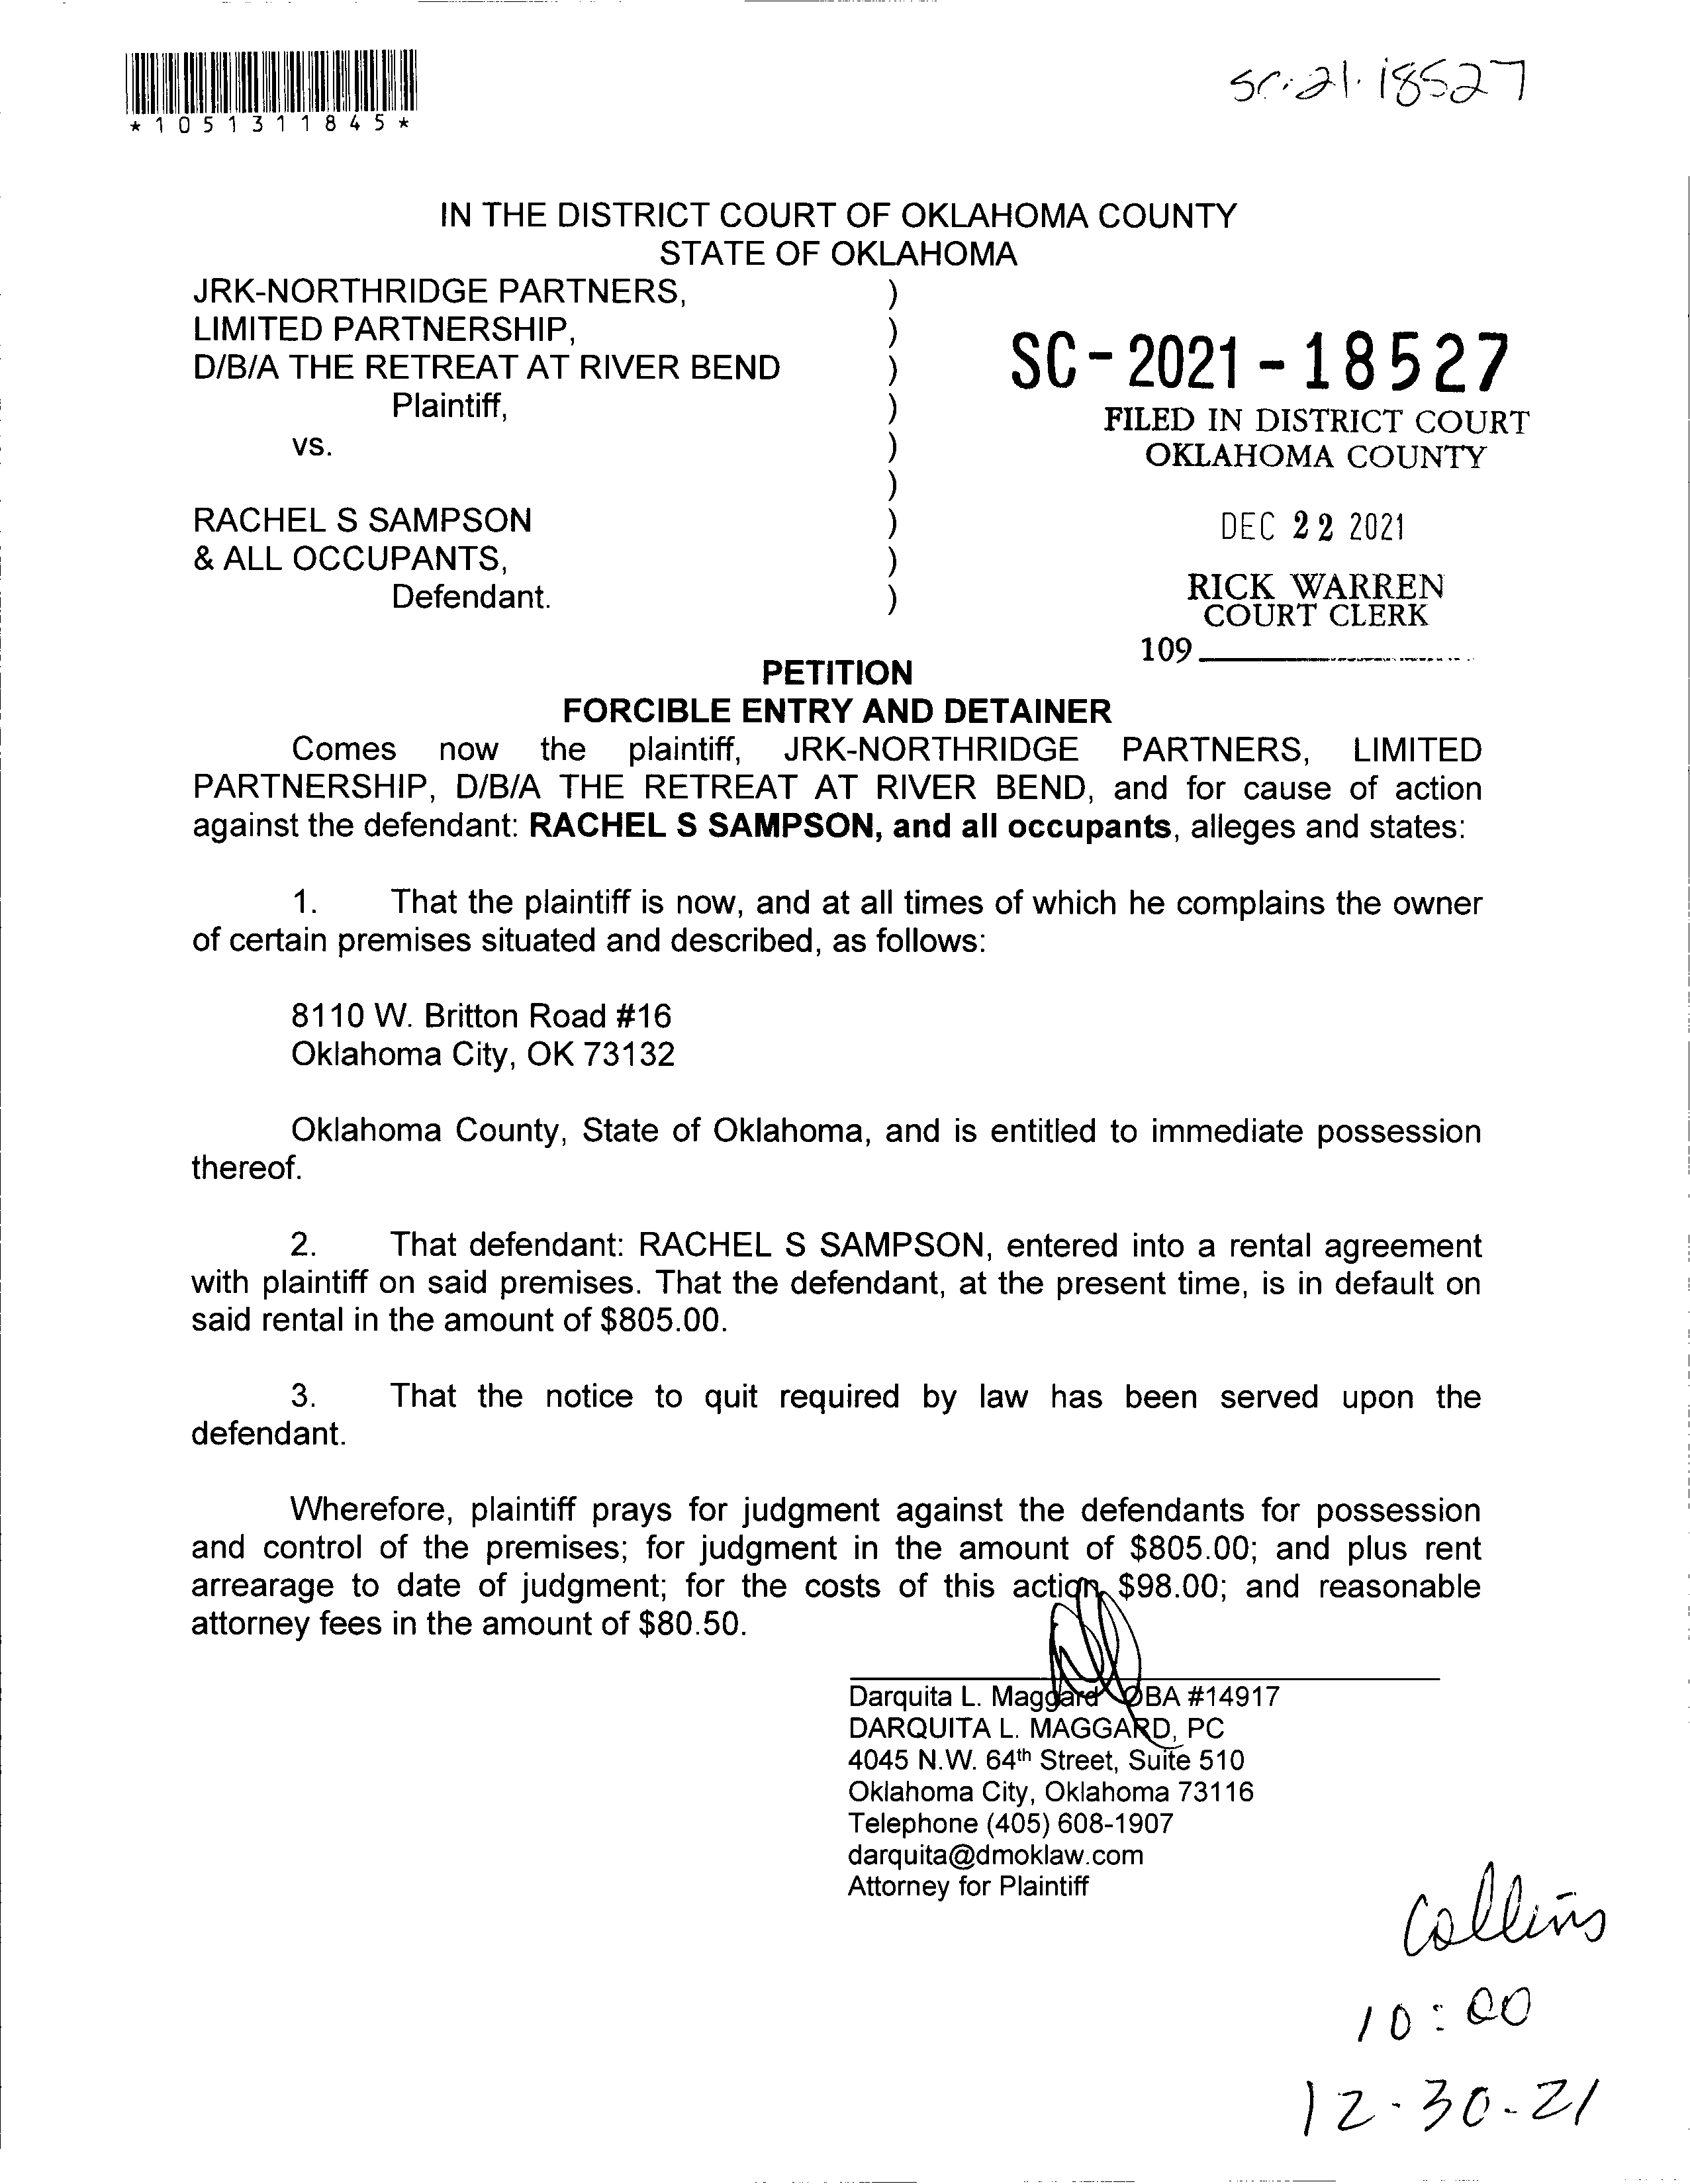 *1051311845*
SC-21-18527
IN THE DISTRICT COURT OF OKLAHOMA COUNTY
STATE OF OKLAHOMA
JRK-NORTHRIDGE PARTNERS, )
LIMITED PARTNERSHIP, )
D/B/A THE RETREAT AT RIVER BEND )
Plaintiff, )
vs. )
)
RACHEL S SAMPSON )
& ALL OCCUPANTS, )
Defendant. )
SC-2021-18527
FILED IN DISTRICT COURT
OKLAHOMA COUNTY
DEC 22 2021
RICK WARREN
COURT CLERK
109
PETITION
FORCIBLE ENTRY AND DETAINER
Comes now the plaintiff, JRK-NORTHRIDGE PARTNERS, LIMITED
PARTNERSHIP, D/B/A THE RETREAT AT RIVER BEND, and for cause of action
against the defendant: RACHEL S SAMPSON, and all occupants, alleges and states:
1. That the plaintiff is now, and at all times of which he complains the owner
of certain premises situated and described, as follows:
8110 W. Britton Road #16
Oklahoma City, OK 73132
Oklahoma County, State of Oklahoma, and is entitled to immediate possession
thereof.
2. That defendant: RACHEL S SAMPSON, entered into a rental agreement
with plaintiff on said premises. That the defendant, at the present time, is in default on
said rental in the amount of $805.00.
3. That the notice to quit required by law has been served upon the
defendant.
Wherefore, plaintiff prays for judgment against the defendants for possession
and control of the premises; for judgment in the amount of $805.00; and plus rent
arrearage to date of judgment; for the costs of this action, $98.00; and reasonable
attorney fees in the amount of $80.50.
Darquita L. Maggard OBA #14917
DARQUITA L. MAGGARD, PC
4045 N.W. 64th Street, Suite 510
Oklahoma City, Oklahoma 73116
Telephone (405) 608-1907
darquita@dmoklaw.com
Attorney for Plaintiff
Collins
10:00
12-30-21